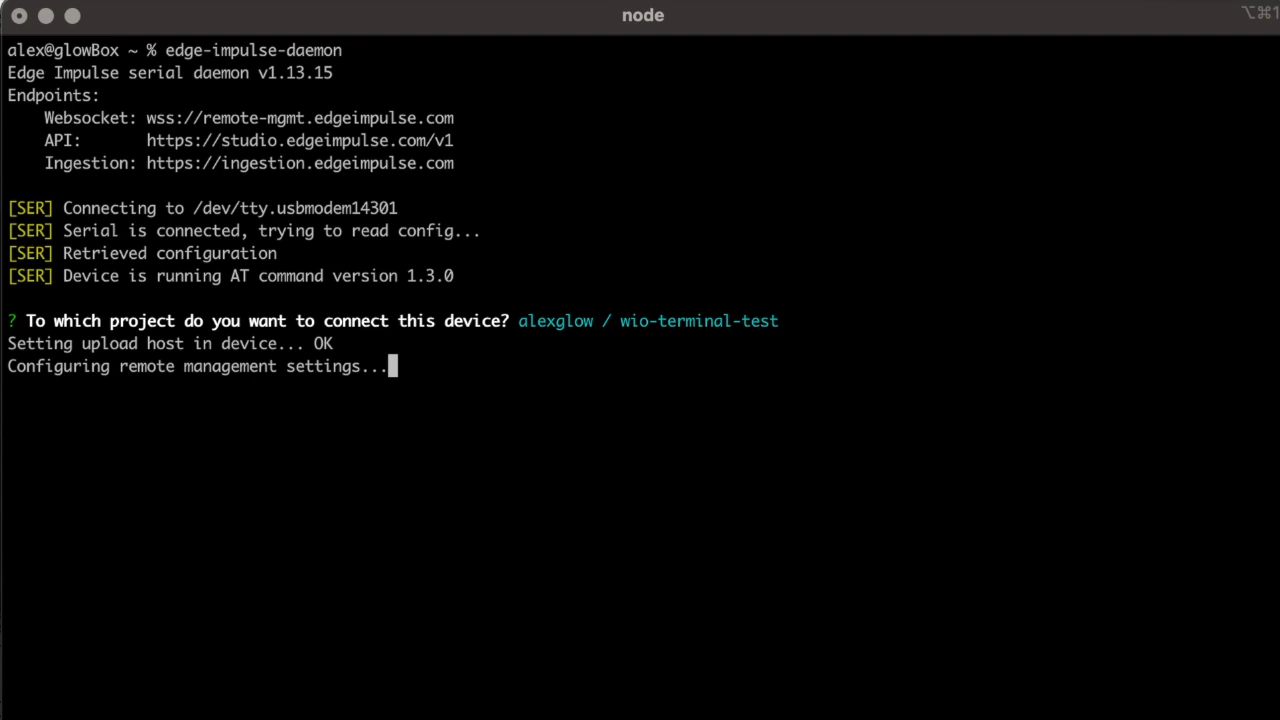 node
⌥⌘1
alex@glowBox ~ % edge-impulse-daemon
Edge Impulse serial daemon v1.13.15
Endpoints:
    Websocket: wss://remote-mgmt.edgeimpulse.com
    API:       https://studio.edgeimpulse.com/v1
    Ingestion: https://ingestion.edgeimpulse.com
[SER] Connecting to /dev/tty.usbmodem14301
[SER] Serial is connected, trying to read config...
[SER] Retrieved configuration
[SER] Device is running AT command version 1.3.0
? To which project do you want to connect this device? alexglow / wio-terminal-test
Setting upload host in device... OK
Configuring remote management settings...